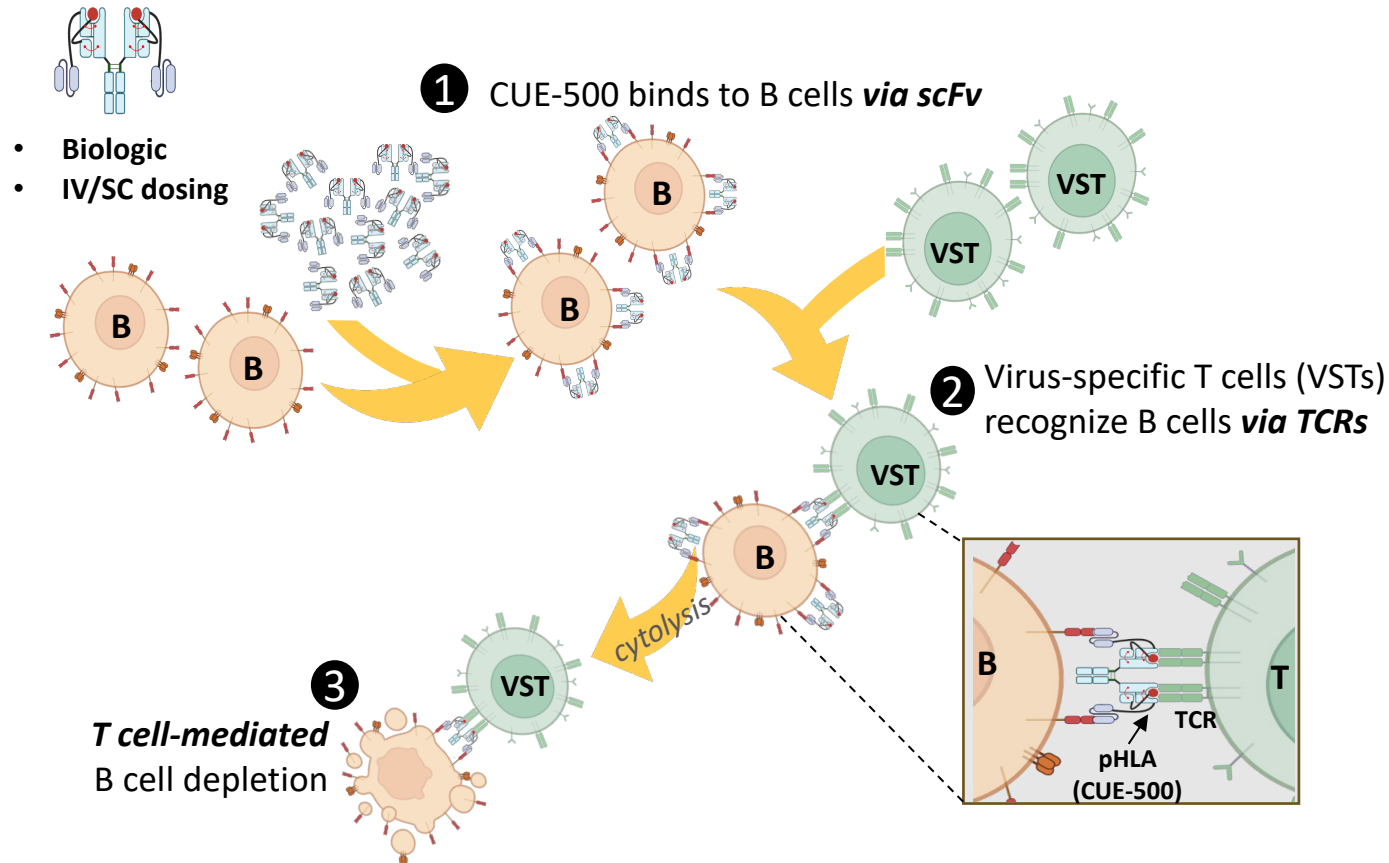 • Biologic
• IV/SC dosing
1 CUE-500 binds to B cells via scFv
B
B
B
B
VST
VST
2 Virus-specific T cells (VSTs)
recognize B cells via TCRs
VST
B
cytolysis
VST
3
T cell-mediated
B cell depletion
B
T
TCR
pHLA
(CUE-500)